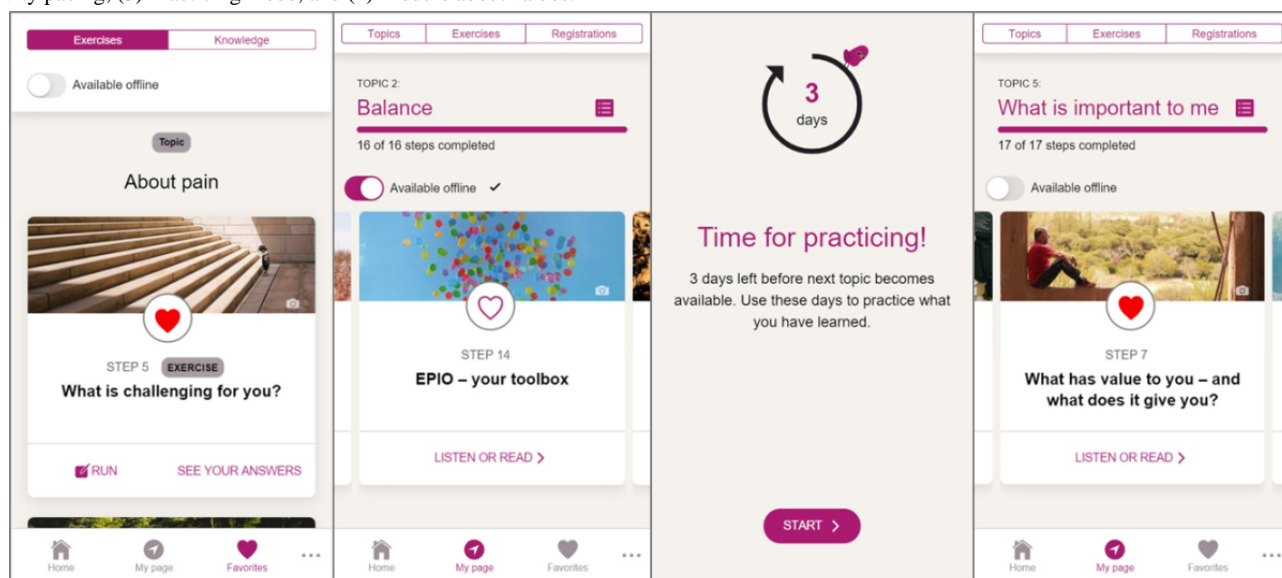 Exercises Knowledge
Available offline
Topic
About pain
STEP 5 EXERCISE
What is challenging for you?
RUN SEE YOUR ANSWERS
Home My page Favorites
Topics Exercises Registrations
TOPIC 2:
Balance
16 of 16 steps completed
Available offline
STEP 14
EPIO – your toolbox
LISTEN OR READ
Home My page Favorites
3
days
Time for practicing!
3 days left before next topic becomes
available. Use these days to practice what
you have learned.
START
Topics Exercises Registrations
TOPIC 5:
What is important to me
17 of 17 steps completed
Available offline
STEP 7
What has value to you – and
what does it give you?
LISTEN OR READ
Home My page Favorites